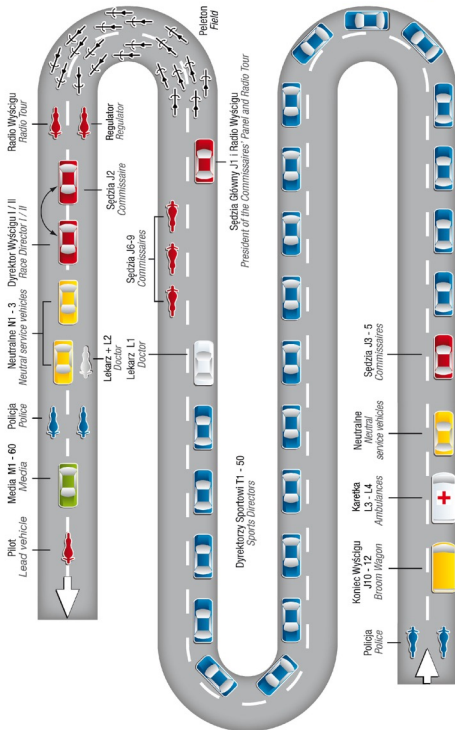 Radio Wyścigu
Radio Tour
Dyrektor Wyścigu I / II
Race Director I / II
Neutralne N1 - 3
Neutral service vehicles
Policja
Police
Media M1 - 60
Media
Pilot
Lead vehicle
Regulator
Regulator
Sędzia J2
Commissaire
Lekarz + L2
Doctor
Lekarz L1
Doctor
Sędzia J6-9
Commissaires
Peleton
Field
Sędzia Główny J1 i Radio Wyścigu
President of the Commissaires' Panel and Radio Tour
Dyrektorzy Sportowi T1 - 50
Sports Directors
Sędzia J3 - 5
Commissaires
Neutralne
Neutral
service vehicles
Karetka
L3 - L4
Ambulances
Koniec Wyścigu
J10 - 12
Broom Wagon
Policja
Police